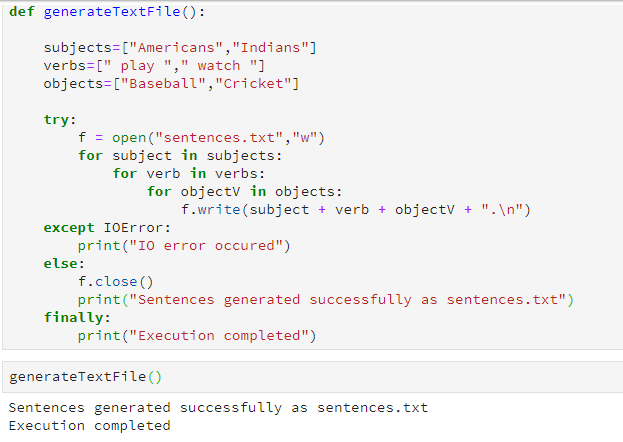 def generateTextFile():
    subjects=["Americans","Indians"]
    verbs=[" play "," watch "]
    objects=["Baseball","Cricket"]
    try:
        f = open("sentences.txt","w")
        for subject in subjects:
            for verb in verbs:
                for objectV in objects:
                    f.write(subject + verb + objectV + ".\n")
    except IOError:
        print("IO error occured")
    else:
        f.close()
        print("Sentences generated successfully as sentences.txt")
    finally:
        print("Execution completed")
generateTextFile()
Sentences generated successfully as sentences.txt
Execution completed